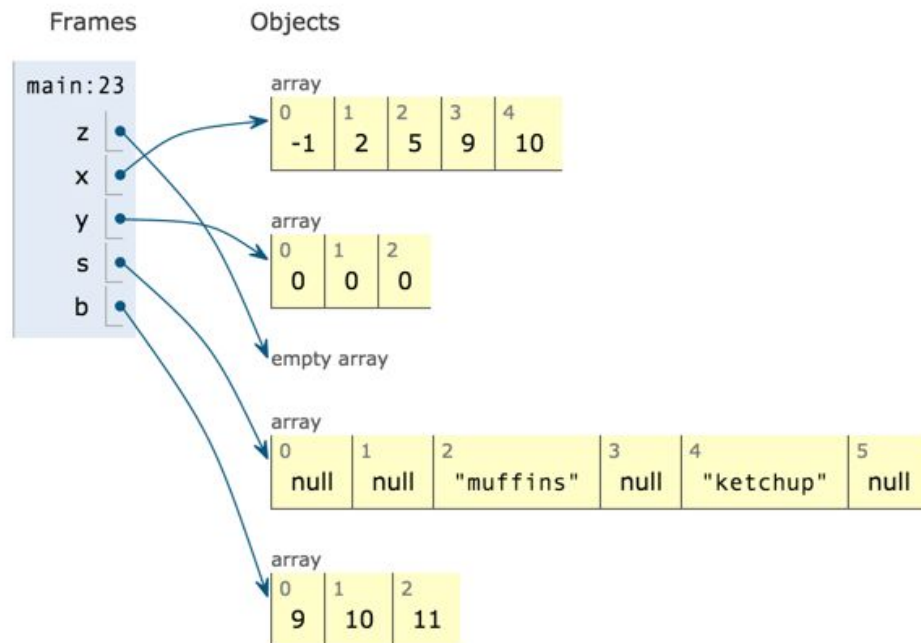 Frames Objects
main:23
z
x
y
s
b
array
0 1 2 3 4
-1 2 5 9 10
array
0 1 2
0 0 0
empty array
array
0 1 2 3 4 5
null null "muffins" null "ketchup" null
array
0 1 2
9 10 11